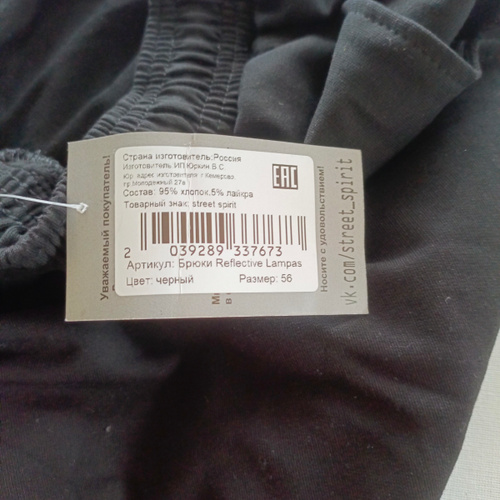 Страна изготовитель:Россия
Изготовитель ИП Юркин В.С.
Юр. адрес изготовителя: г.Кемерово
пр.Молодежный 27а
Состав: 95% хлопок.5% лайкра
Товарный знак: street spirit
EAC
2 039289 337673
Артикул: Брюки Reflective Lampas
Цвет: черный Размер: 56
Уважаемый покупатель!
Носите с удовольствием!
vk.com/street_spirit